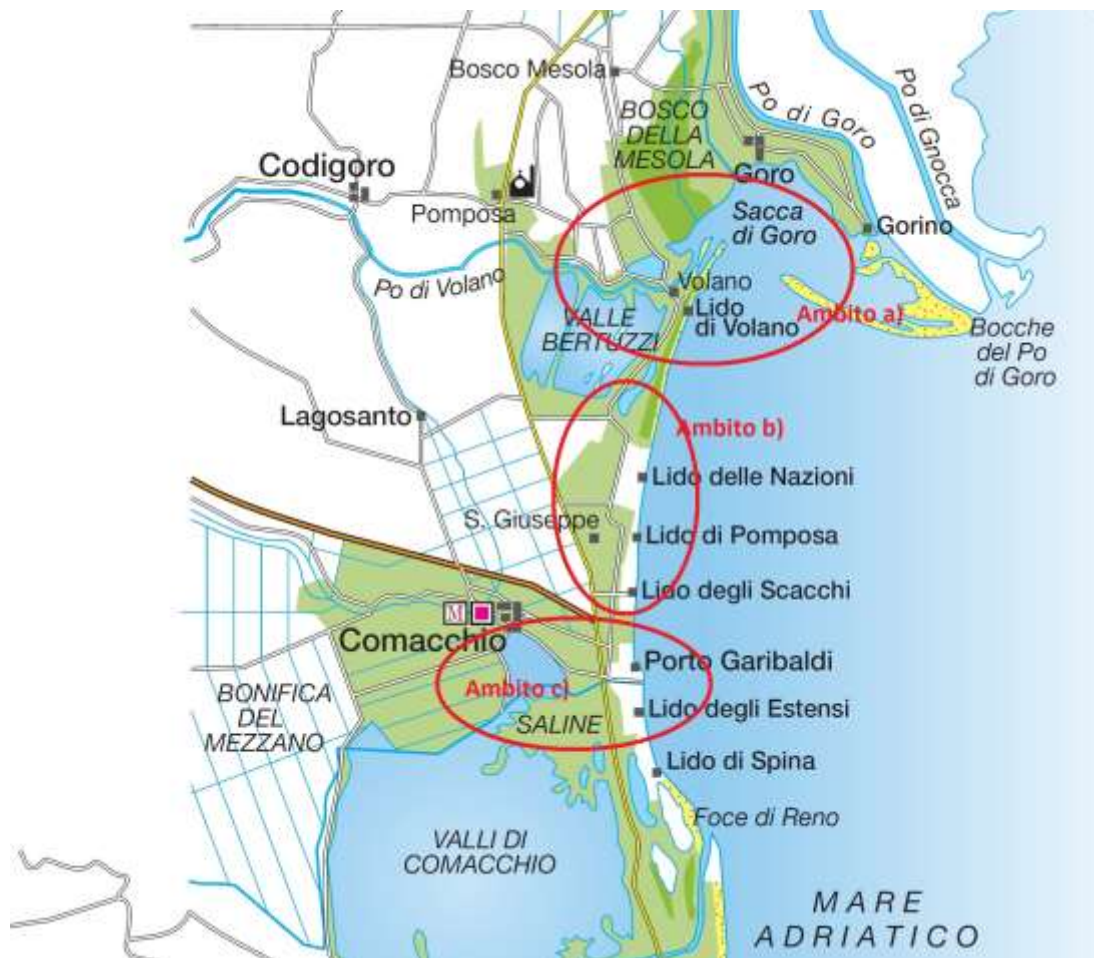 Bosco Mesola
BOSCO
DELLA
MESOLA
Po di Goro
Po di Gnocca
Codigoro
Goro
Pomposa
Sacca
di Goro
Gorino
Po di Volano
Volano
Lido
di Volano
Ambito a)
VALLE
BERTUZZI
Bocche
del Po
di Goro
Lagosanto
Ambito b)
Lido delle Nazioni
S. Giuseppe
Lido di Pomposa
Lido degli Scacchi
M
Comacchio
Porto Garibaldi
Ambito c)
BONIFICA
DEL
MEZZANO
SALINE
Lido degli Estensi
Lido di Spina
Foce di Reno
VALLI DI
COMACCHIO
MARE
ADRIATICO